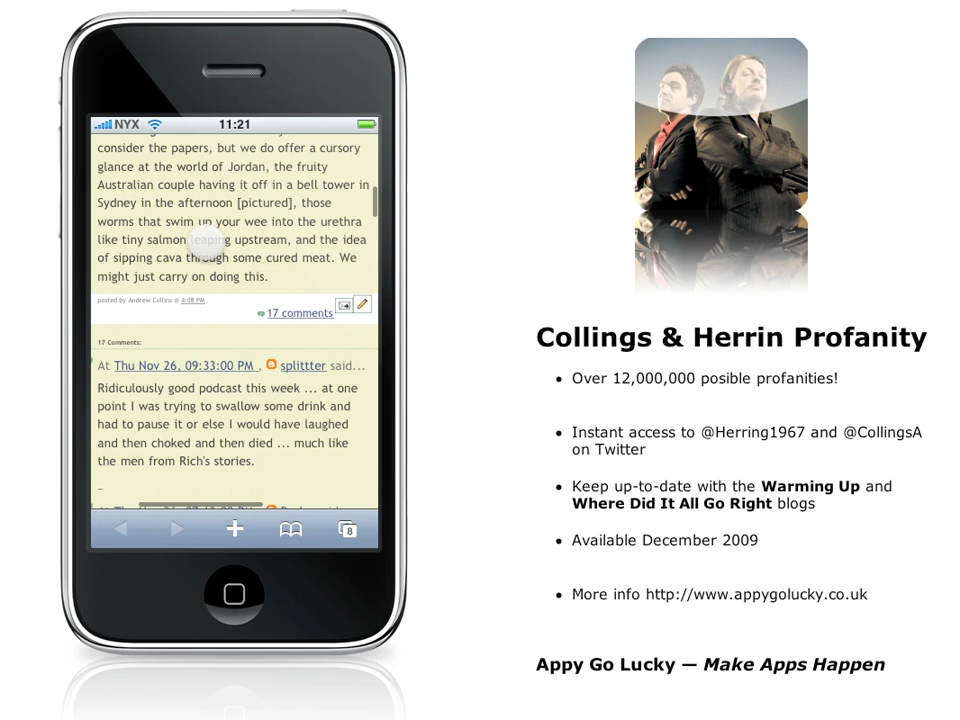 NYX 11:21
consider the papers, but we do offer a cursory
glance at the world of Jordan, the fruity
Australian couple having it off in a bell tower in
Sydney in the afternoon [pictured], those
worms that swim up your wee into the urethra
like tiny salmon leaping upstream, and the idea
of sipping cava through some cured meat. We
might just carry on doing this.
posted by Andrew Collins @ 4:08 PM
17 comments
17 Comments:
At Thu Nov 26, 09:33:00 PM , splittter said...
Ridiculously good podcast this week ... at one
point I was trying to swallow some drink and
had to pause it or else I would have laughed
and then choked and then died ... much like
the men from Rich's stories.
8
Collings & Herrin Profanity
• Over 12,000,000 posible profanities!
• Instant access to @Herring1967 and @CollingsA
on Twitter
• Keep up-to-date with the Warming Up and
Where Did It All Go Right blogs
• Available December 2009
• More info http://www.appygolucky.co.uk
Appy Go Lucky — Make Apps Happen